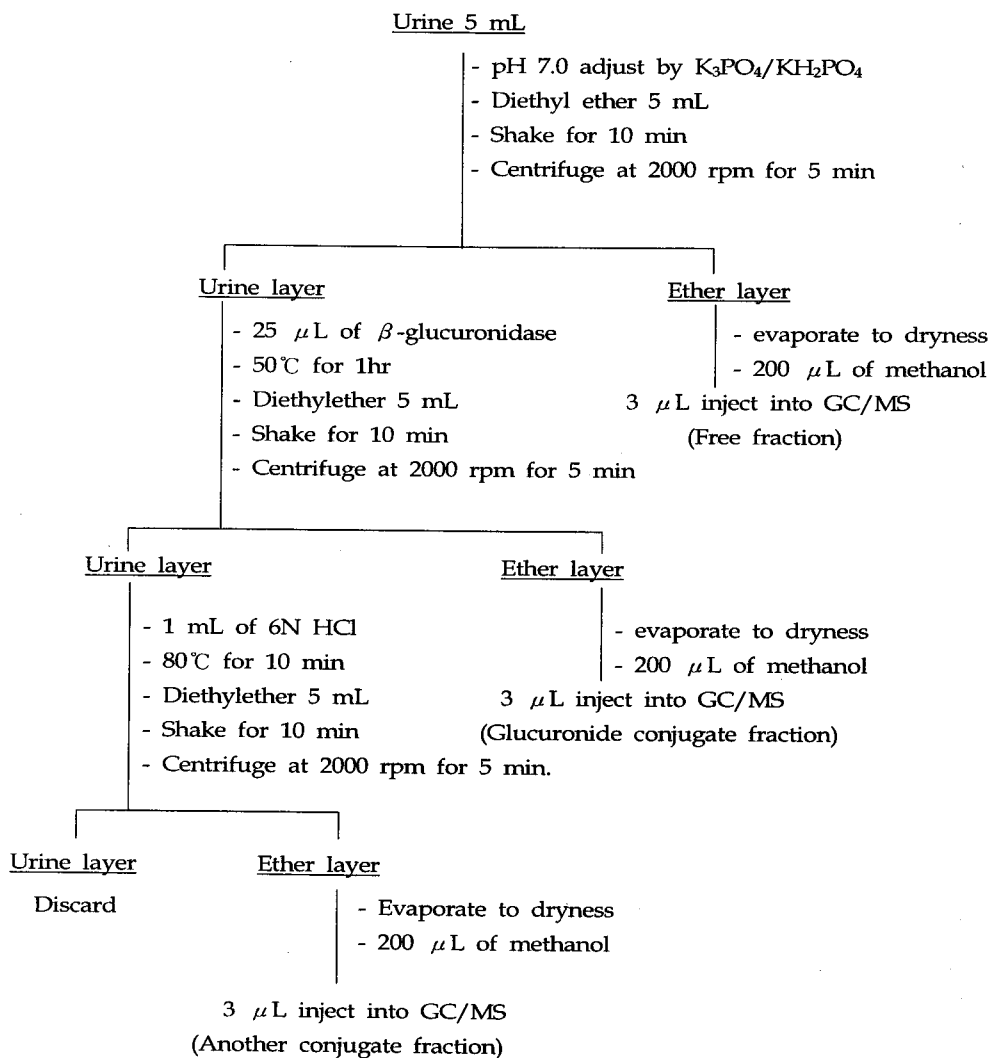 Urine 5 mL
- pH 7.0 adjust by K₃PO₄/KH₂PO₄
- Diethyl ether 5 mL
- Shake for 10 min
- Centrifuge at 2000 rpm for 5 min
Urine layer
- 25 μL of β-glucuronidase
- 50℃ for 1hr
- Diethylether 5 mL
- Shake for 10 min
- Centrifuge at 2000 rpm for 5 min
Ether layer
- evaporate to dryness
- 200 μL of methanol
3 μL inject into GC/MS
(Free fraction)
Urine layer
- 1 mL of 6N HCl
- 80℃ for 10 min
- Diethylether 5 mL
- Shake for 10 min
- Centrifuge at 2000 rpm for 5 min.
Ether layer
- evaporate to dryness
- 200 μL of methanol
3 μL inject into GC/MS
(Glucuronide conjugate fraction)
Urine layer
Discard
Ether layer
- Evaporate to dryness
- 200 μL of methanol
3 μL inject into GC/MS
(Another conjugate fraction)